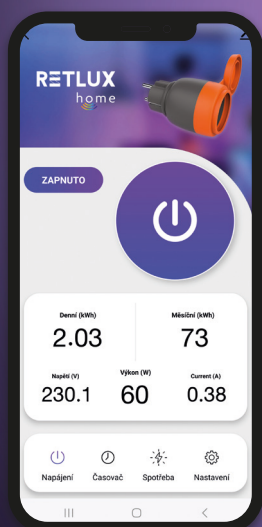 RETLUX
home
ZAPNUTO
Denní (kWh)
Měsíční (kWh)
2.03
73
Napětí (V)
Výkon (W)
Current (A)
230.1
60
0.38
Napájení
Časovač
Spotřeba
Nastavení